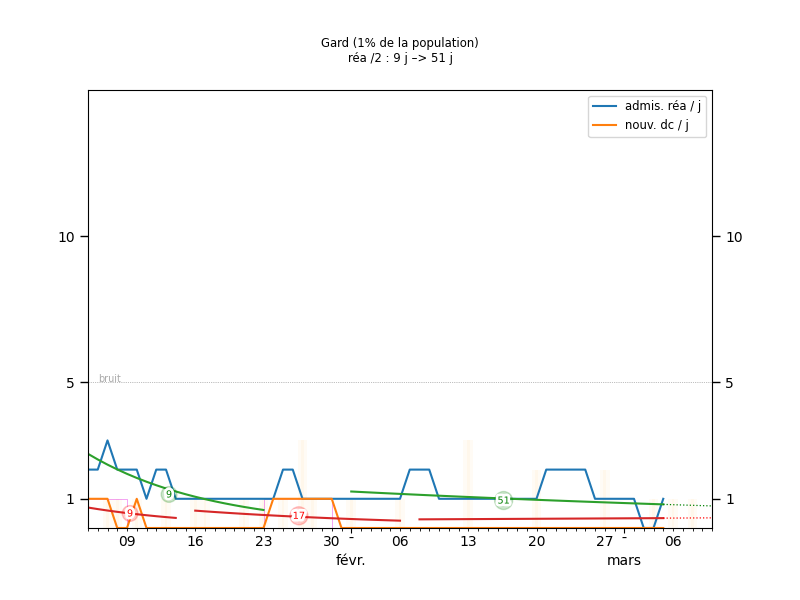 Gard (1% de la population)
réa /2 : 9 j –> 51 j
admis. réa / j
nouv. dc / j
10 10
bruit
5 5
9 51
1 1
9 17
09 16 23 30 - 06 13 20 27 - 06
févr. mars